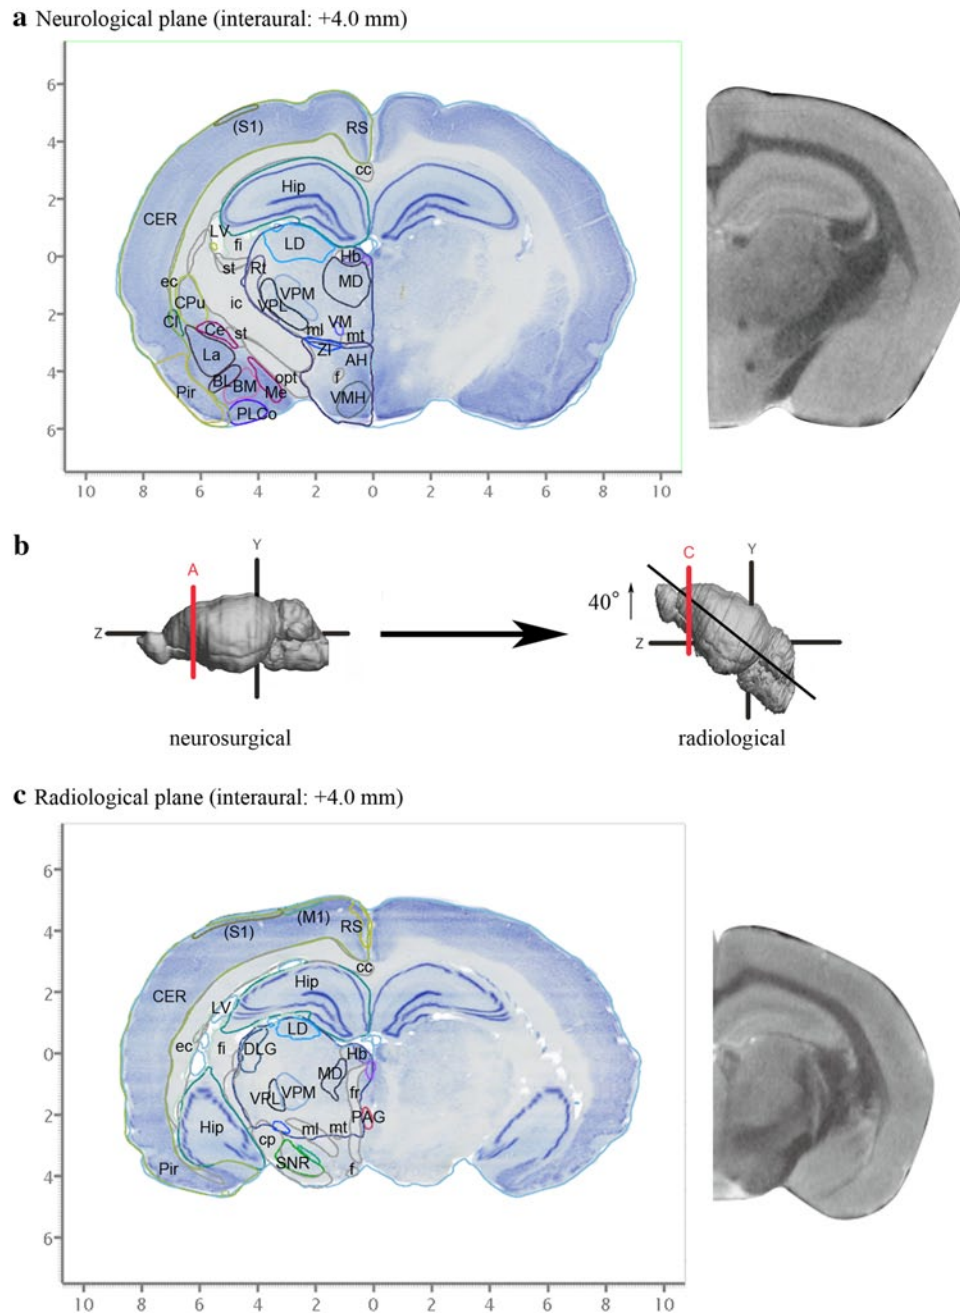 a Neurological plane (interaural: +4.0 mm)
6
4
2
0
2
4
6
(S1)
RS
cc
Hip
CER
LV
fi
LD
st
Rt
Hb
MD
ec
VPM
CPu
ic
VPL
Cl
Ce
st
ml
VM
mt
ZI
La
AH
opt
f
BL
BM
Me
Pir
VMH
PLCo
10 8 6 4 2 0 2 4 6 8 10
b
A
Y
Z
neurosurgical
40°
C
Y
Z
radiological
c Radiological plane (interaural: +4.0 mm)
6
4
2
0
2
4
6
(M1)
(S1)
RS
cc
Hip
CER
LV
LD
ec
fi
DLG
Hb
MD
VPL
VPM
fr
PAG
Hip
cp
ml
mt
Pir
SNR
f
10 8 6 4 2 0 2 4 6 8 10